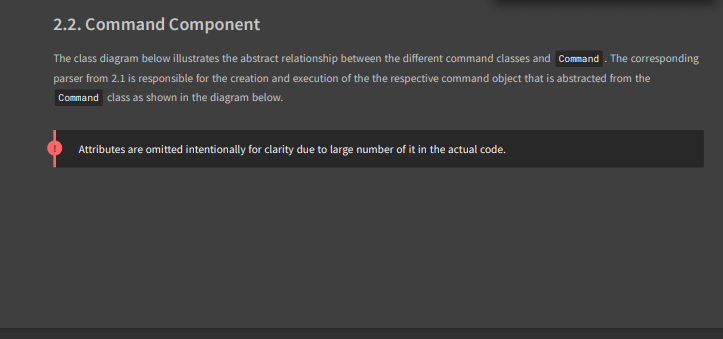 2.2. Command Component
The class diagram below illustrates the abstract relationship between the different command classes and Command . The corresponding
parser from 2.1 is responsible for the creation and execution of the the respective command object that is abstracted from the
Command class as shown in the diagram below.
! Attributes are omitted intentionally for clarity due to large number of it in the actual code.